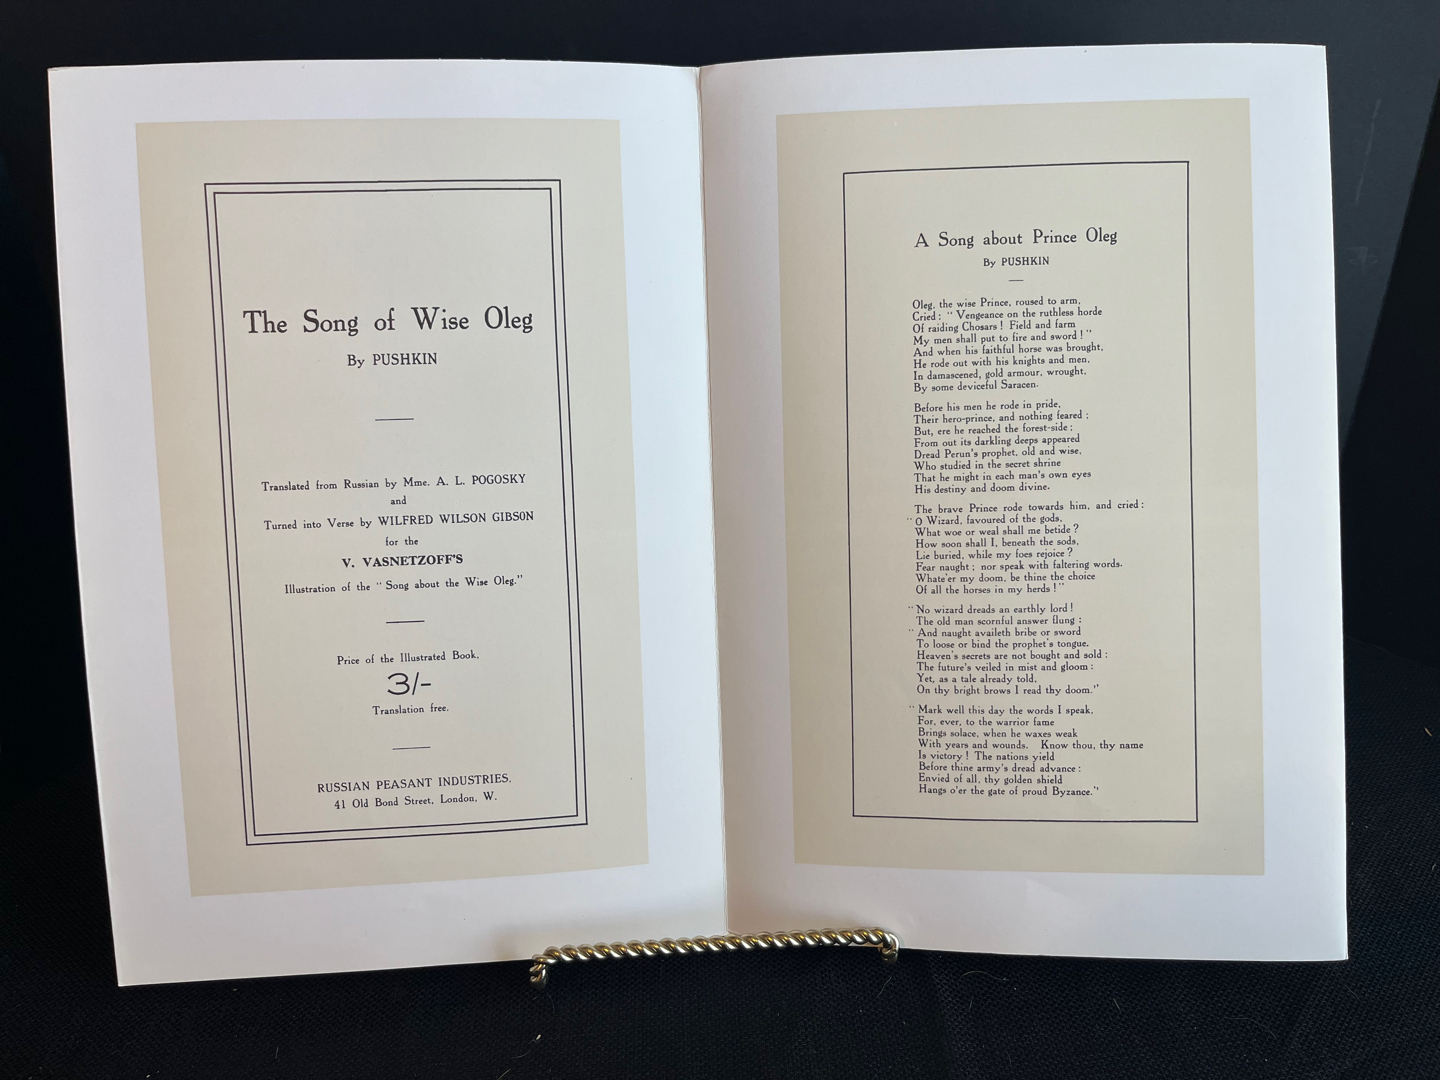 The Song of Wise Oleg
By PUSHKIN
Translated from Russian by Mme. A. L. POGOSKY
and
Turned into Verse by WILFRED WILSON GIBSON
for the
V. VASNETZOFF'S
Illustration of the "Song about the Wise Oleg."
Price of the Illustrated Book,
3/-
Translation free.
RUSSIAN PEASANT INDUSTRIES.
41 Old Bond Street, London, W.
A Song about Prince Oleg
By PUSHKIN
Oleg, the wise Prince, roused to arm,
Cried: "Vengeance on the ruthless horde
Of raiding Chosars! Field and farm
My men shall put to fire and sword!"
And when his faithful horse was brought,
He rode out with his knights and men,
In damascened, gold armour, wrought,
By some deviceful Saracen.
Before his men he rode in pride,
Their hero-prince, and nothing feared;
But, ere he reached the forest-side;
From out its darkling deeps appeared
Dread Perun's prophet, old and wise,
Who studied in the secret shrine
That he might in each man's own eyes
His destiny and doom divine.
The brave Prince rode towards him, and cried:
"O Wizard, favoured of the gods,
What woe or weal shall me betide?
How soon shall I, beneath the sods,
Lie buried, while my foes rejoice?
Fear naught; nor speak with faltering words.
Whate'er my doom, be thine the choice
Of all the horses in my herds!"
"No wizard dreads an earthly lord!
The old man scornful answer flung;
"And naught availeth bribe or sword
To loose or bind the prophet's tongue.
Heaven's secrets are not bought and sold:
The future's veiled in mist and gloom:
Yet, as a tale already told,
On thy bright brows I read thy doom."
"Mark well this day the words I speak,
For, ever, to the warrior fame
Brings solace, when he waxes weak
With years and wounds. Know thou, thy name
Is victory! The nations yield
Before thine army's dread advance:
Envied of all, thy golden shield
Hangs o'er the gate of proud Byzance."